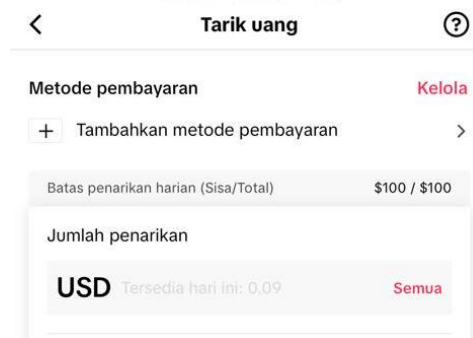 Tarik uang
Metode pembayaran Kelola
+ Tambahkan metode pembayaran
Batas penarikan harian (Sisa/Total) $100 / $100
Jumlah penarikan
USD Tersedia hari ini: 0.09 Semua